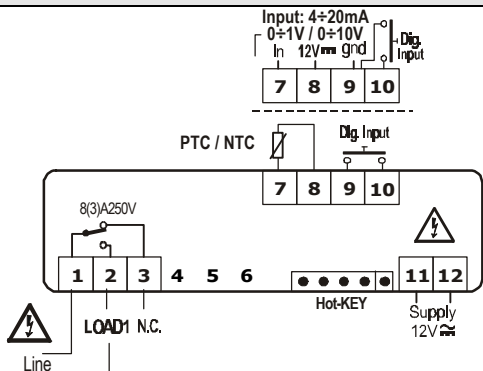 Input: 4÷20mA
0÷1V / 0÷10V
In 12V gnd
Dig.
Input
7 8 9 10
PTC / NTC
Dig. Input
7 8 9 10
8(3)A250V
1 2 3 4 5 6
11 12
Hot-KEY
LOAD1 N.C.
Supply
12V
Line